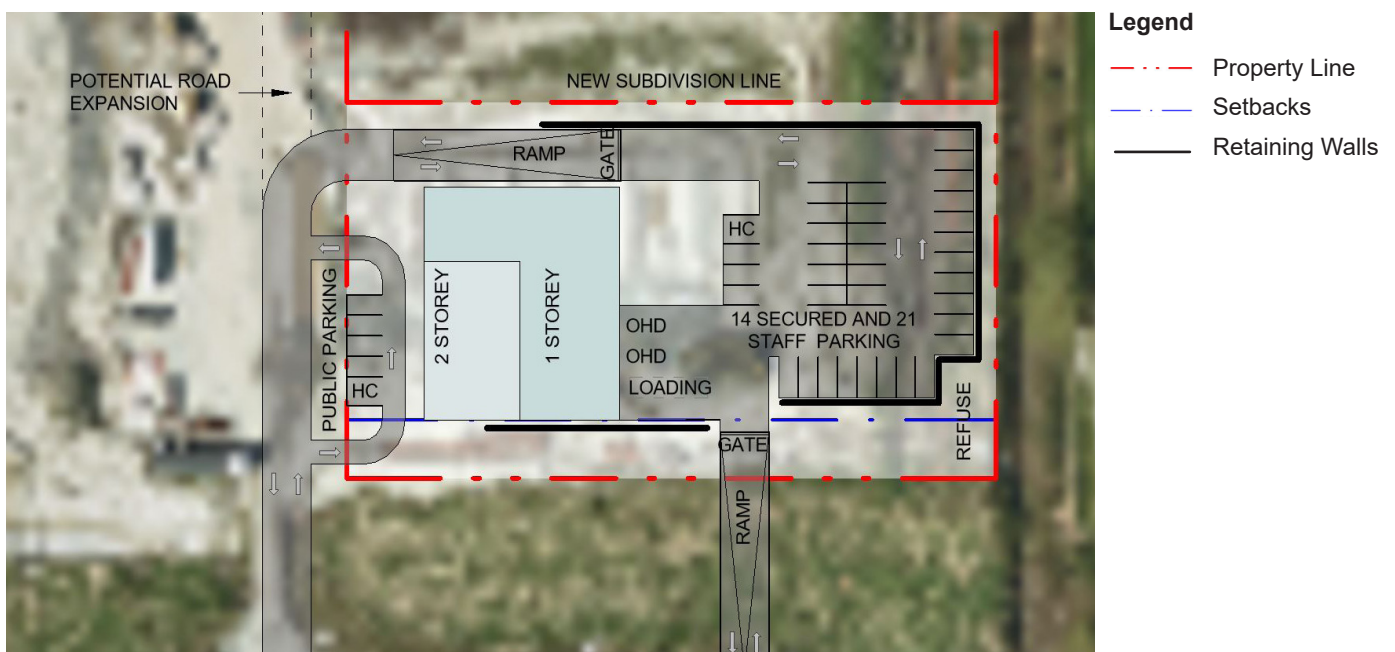 POTENTIAL ROAD
EXPANSION
NEW SUBDIVISION LINE
RAMP
GATE
HC
PUBLIC PARKING
HC
2 STOREY
1 STOREY
OHD
OHD
LOADING
14 SECURED AND 21
STAFF PARKING
REFUSE
GATE
RAMP
Legend
Property Line
Setbacks
Retaining Walls